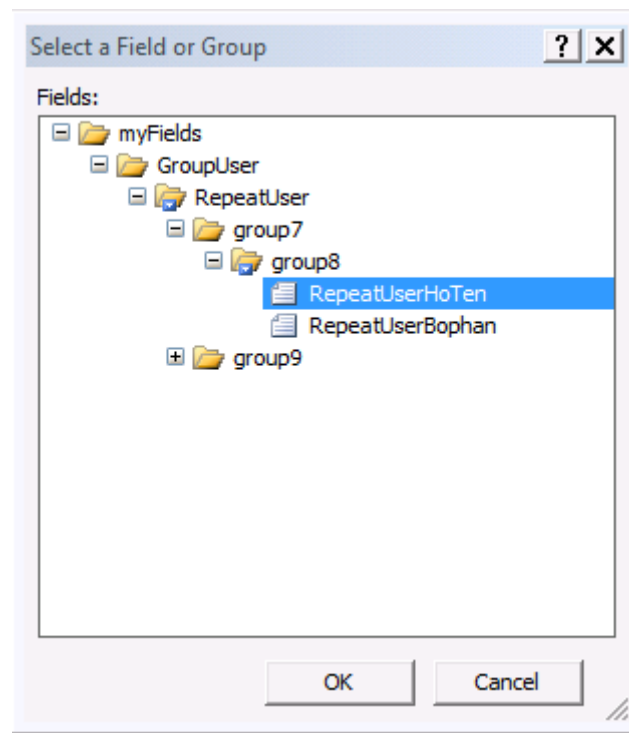 Select a Field or Group
Fields:
myFields
GroupUser
RepeatUser
group7
group8
RepeatUserHoTen
RepeatUserBophan
group9
OK Cancel